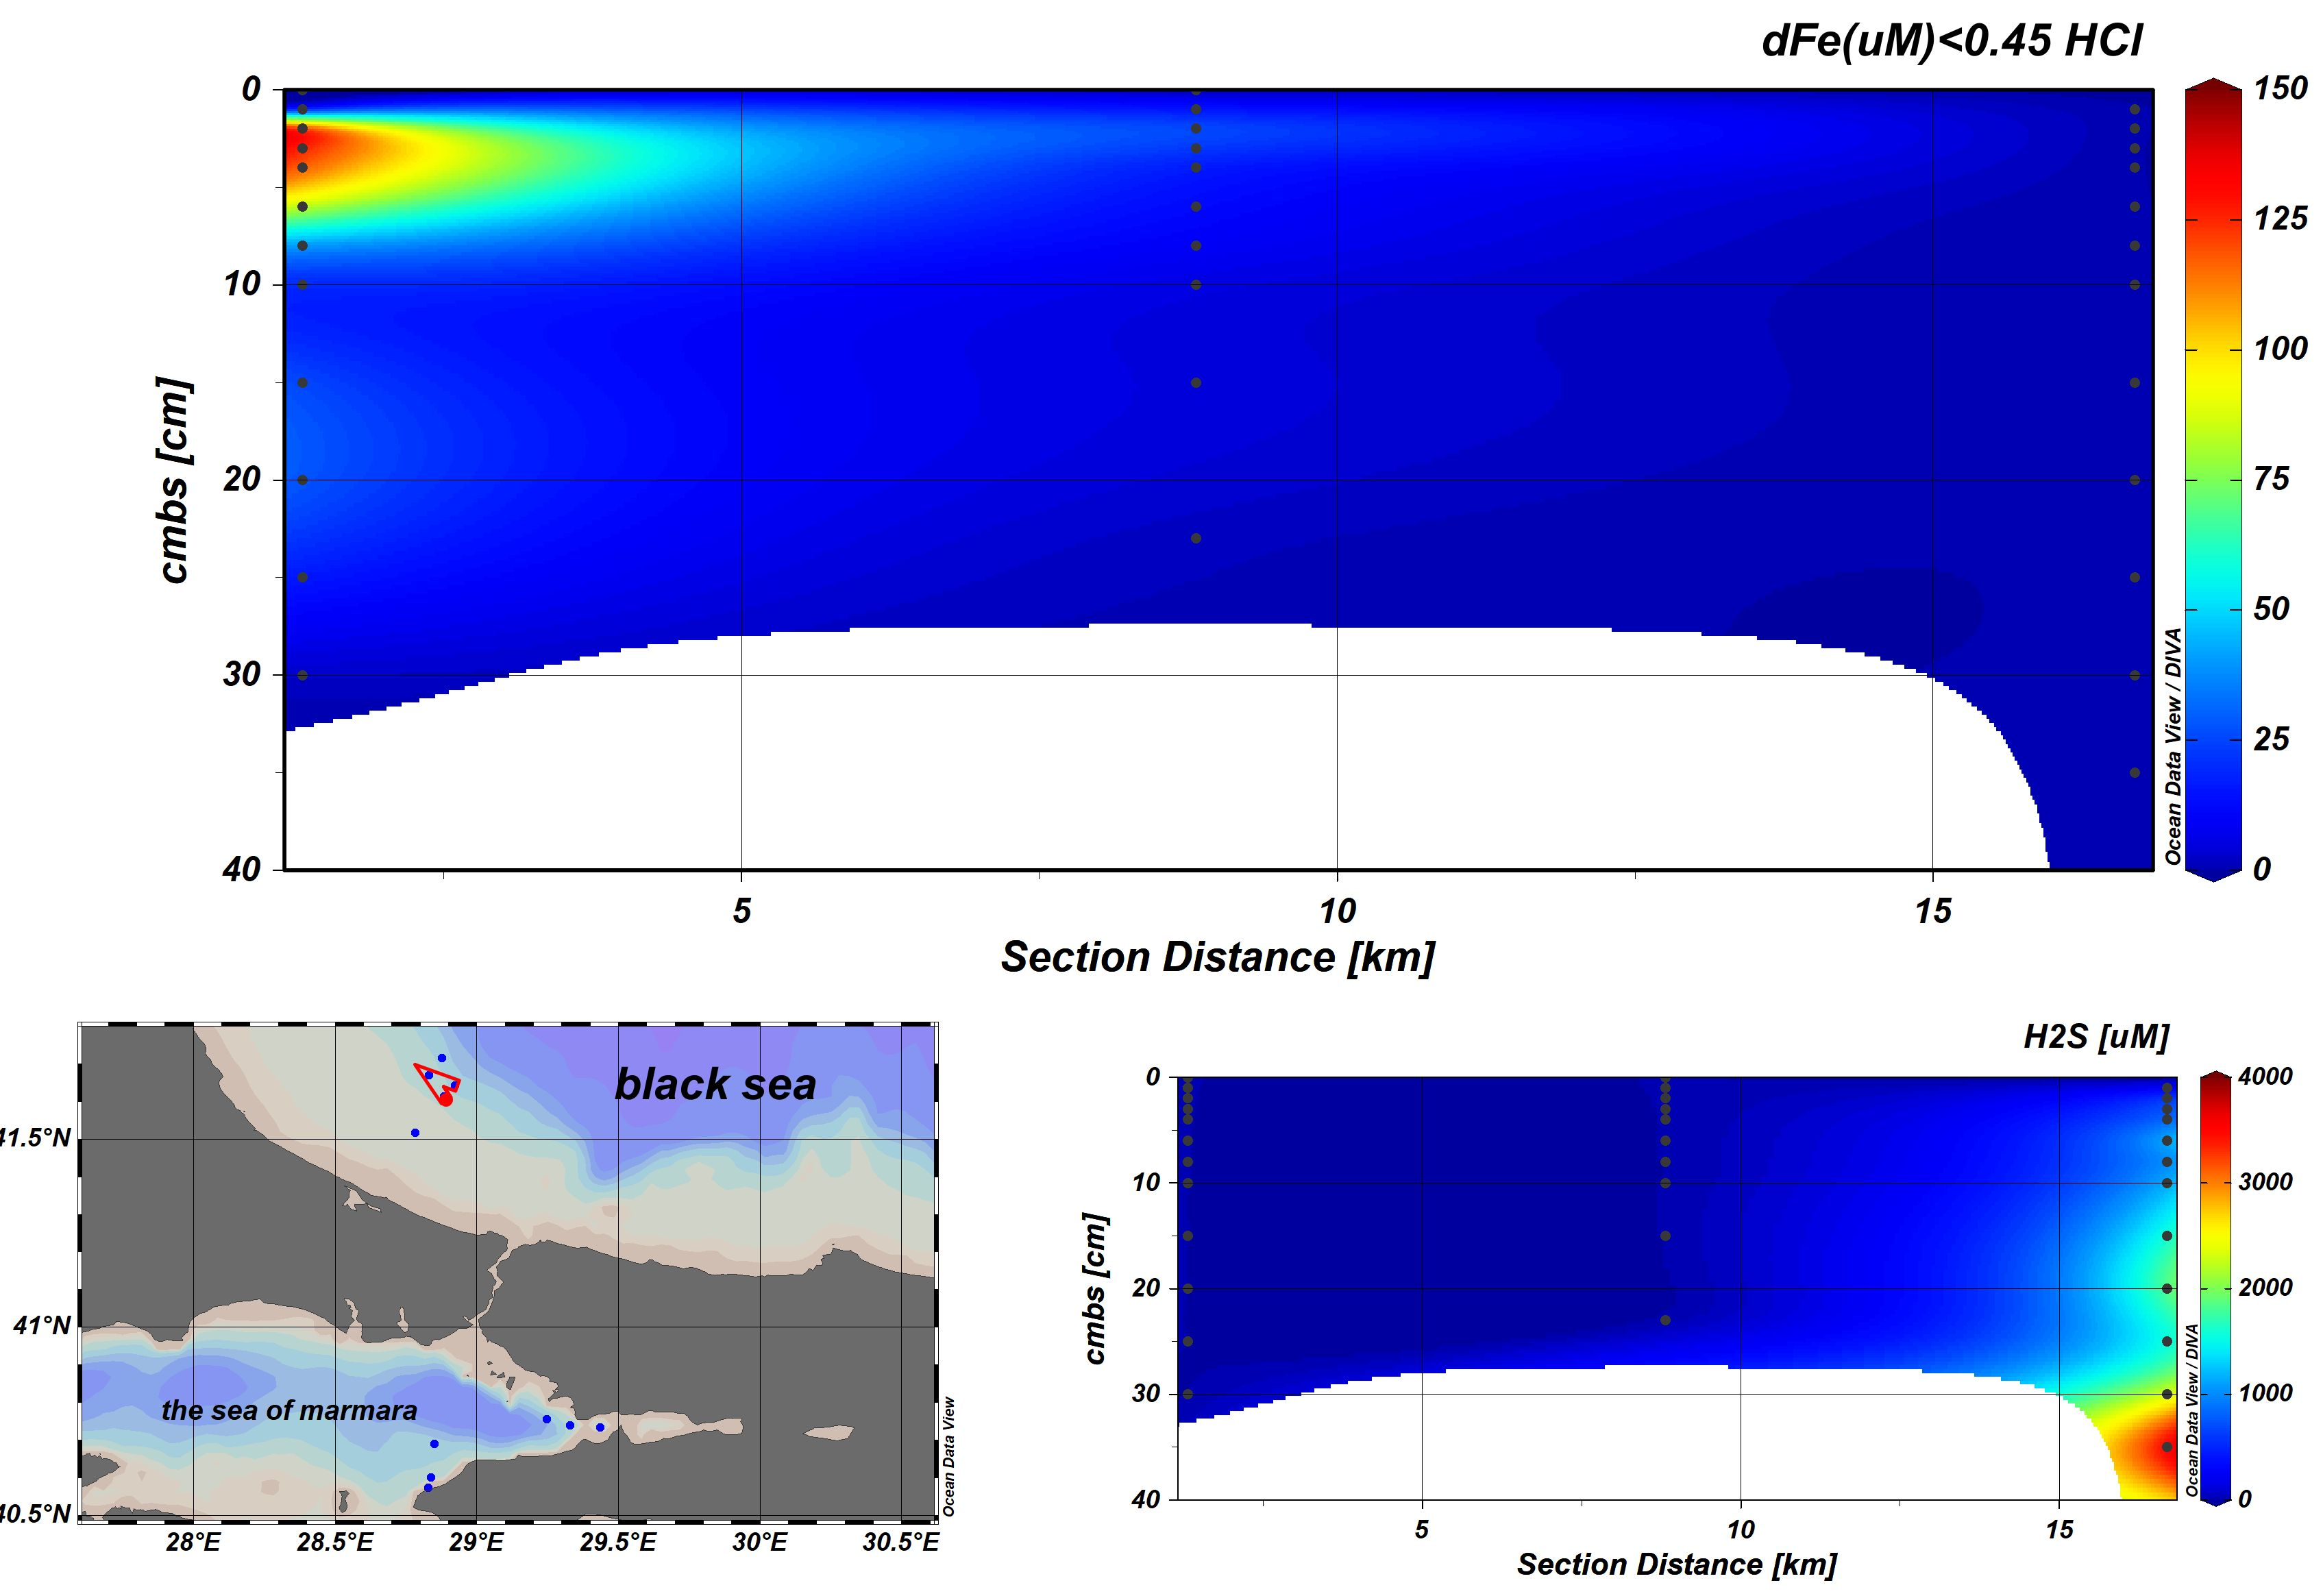 dFe(uM)<0.45 HCl
0
10
20
30
40
cmbs [cm]
5
10
15
Section Distance [km]
150
125
100
75
50
25
0
Ocean Data View / DIVA
black sea
the sea of marmara
41.5°N
41°N
40.5°N
28°E
28.5°E
29°E
29.5°E
30°E
30.5°E
Ocean Data View
H2S [uM]
0
10
20
30
40
cmbs [cm]
5
10
15
Section Distance [km]
4000
3000
2000
1000
0
Ocean Data View / DIVA